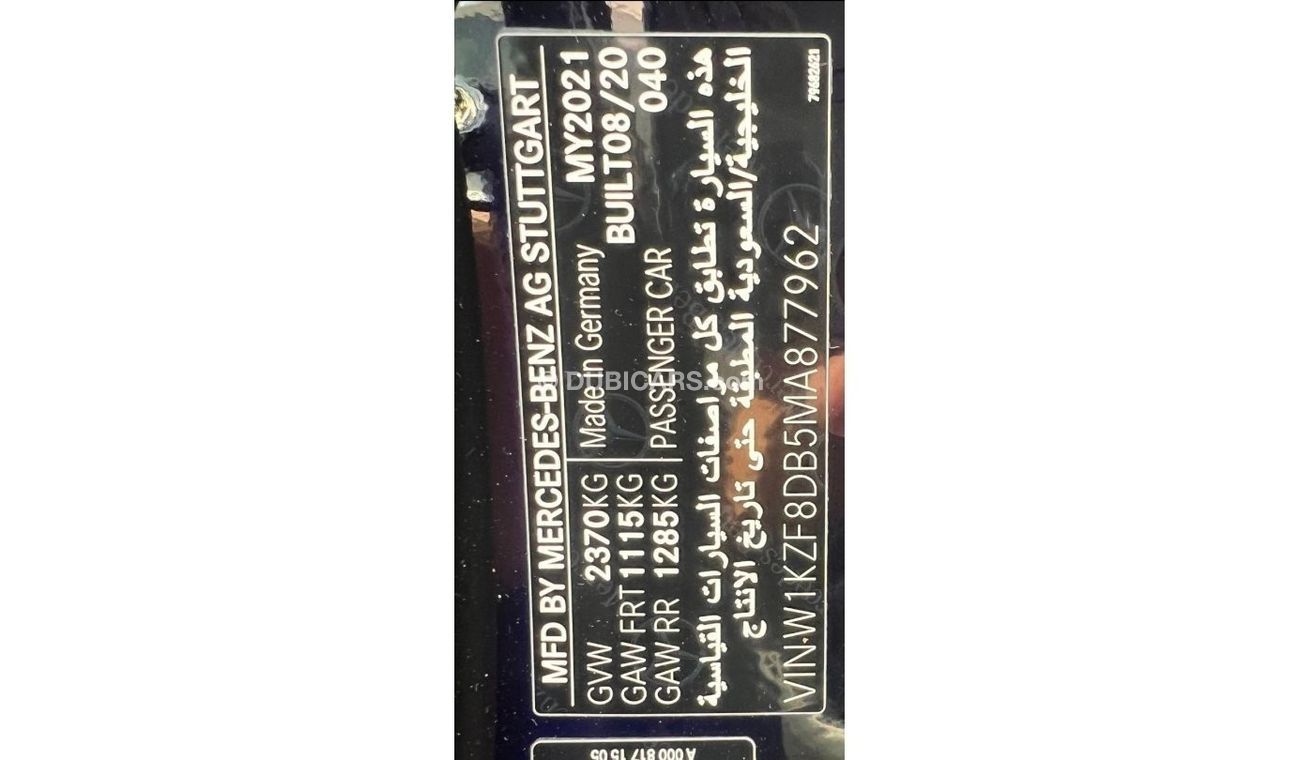 MFD BY MERCEDES-BENZ AG STUTTGART
GVW 2370KG Made in Germany MY2021
GAW FRT1115KG BUILT08/20
GAW RR 1285KG PASSENGER CAR 040
هذه السيارة تطابق كل مواصفات السيارات القياسية
الخليجية/السعودية المطبقة حتى تاريخ الانتاج
VIN W1KZF8DB5MA877962
79682621
A 000 817 15 05
DUBICARS.com